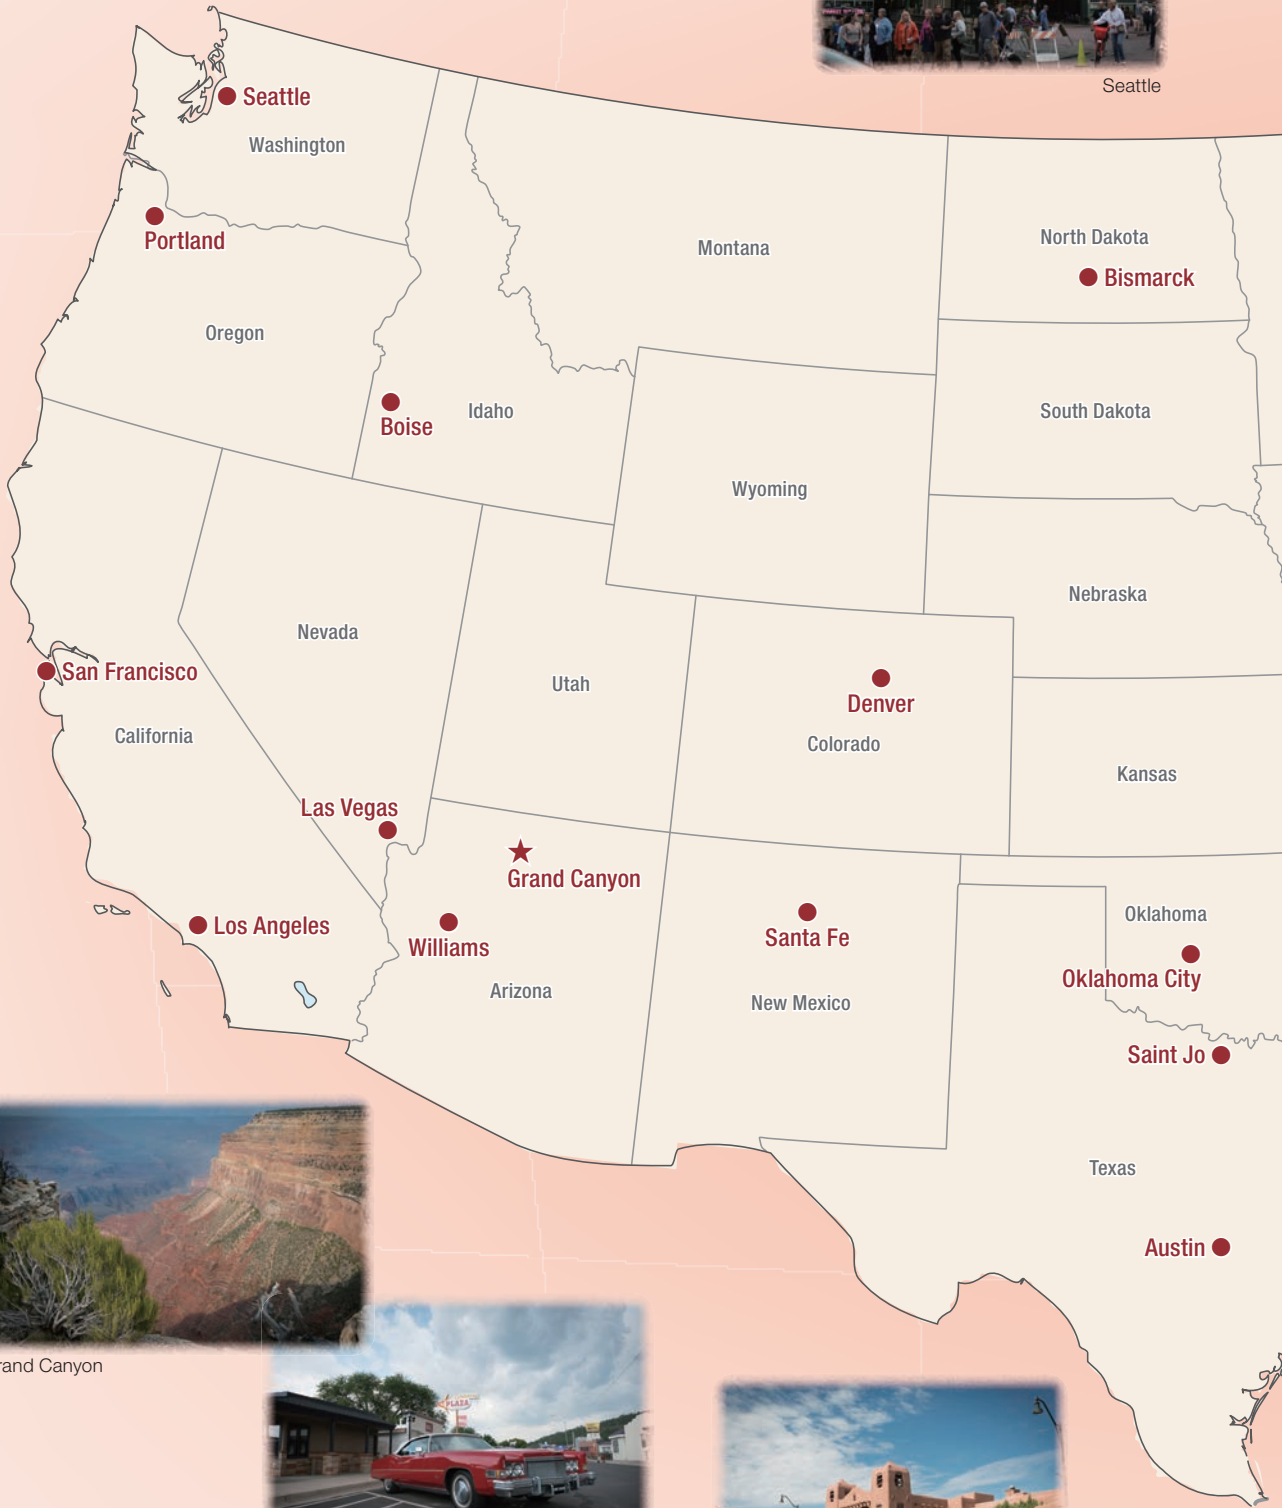 Seattle
Seattle
Washington
Portland
Montana
North Dakota
Bismarck
Oregon
Boise
Idaho
South Dakota
Wyoming
Nebraska
Nevada
San Francisco
Utah
Denver
California
Colorado
Kansas
Las Vegas
Grand Canyon
Oklahoma
Los Angeles
Williams
Santa Fe
Oklahoma City
Arizona
New Mexico
Saint Jo
Texas
Austin
rand Canyon
PLAZA